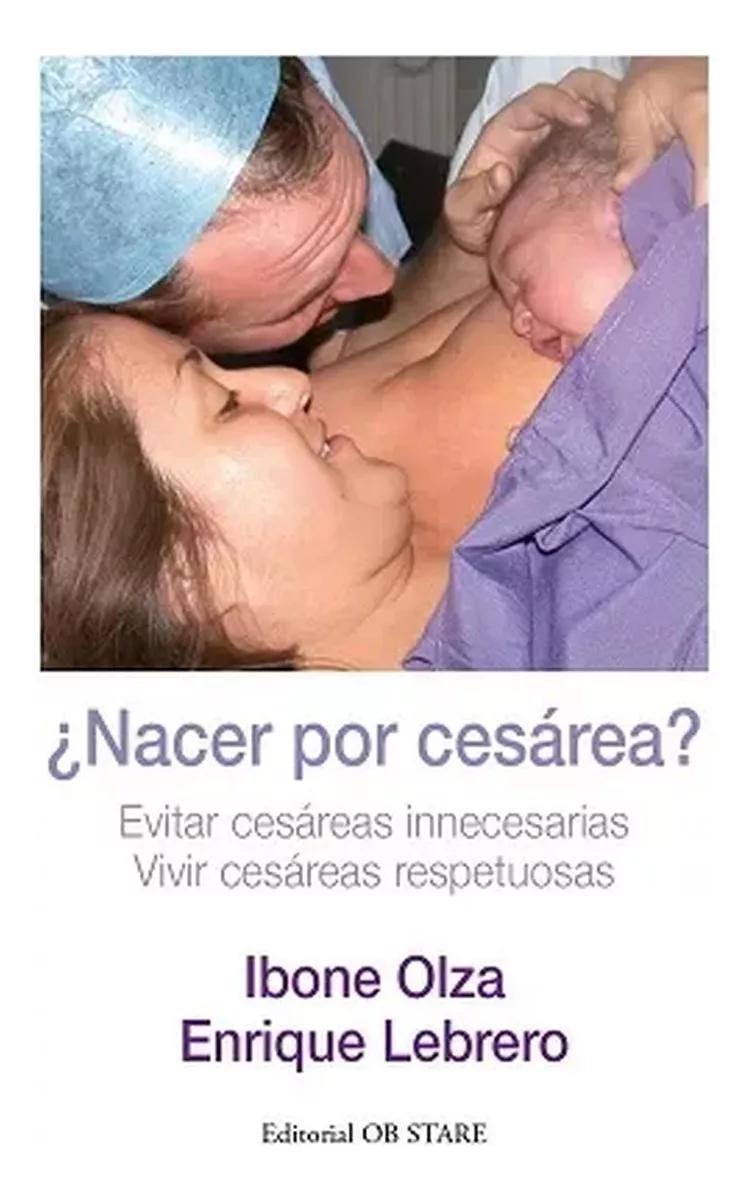 ¿Nacer por cesárea?
Evitar cesáreas innecesarias
Vivir cesáreas respetuosas
Ibone Olza
Enrique Lebrero
Editorial OB STARE